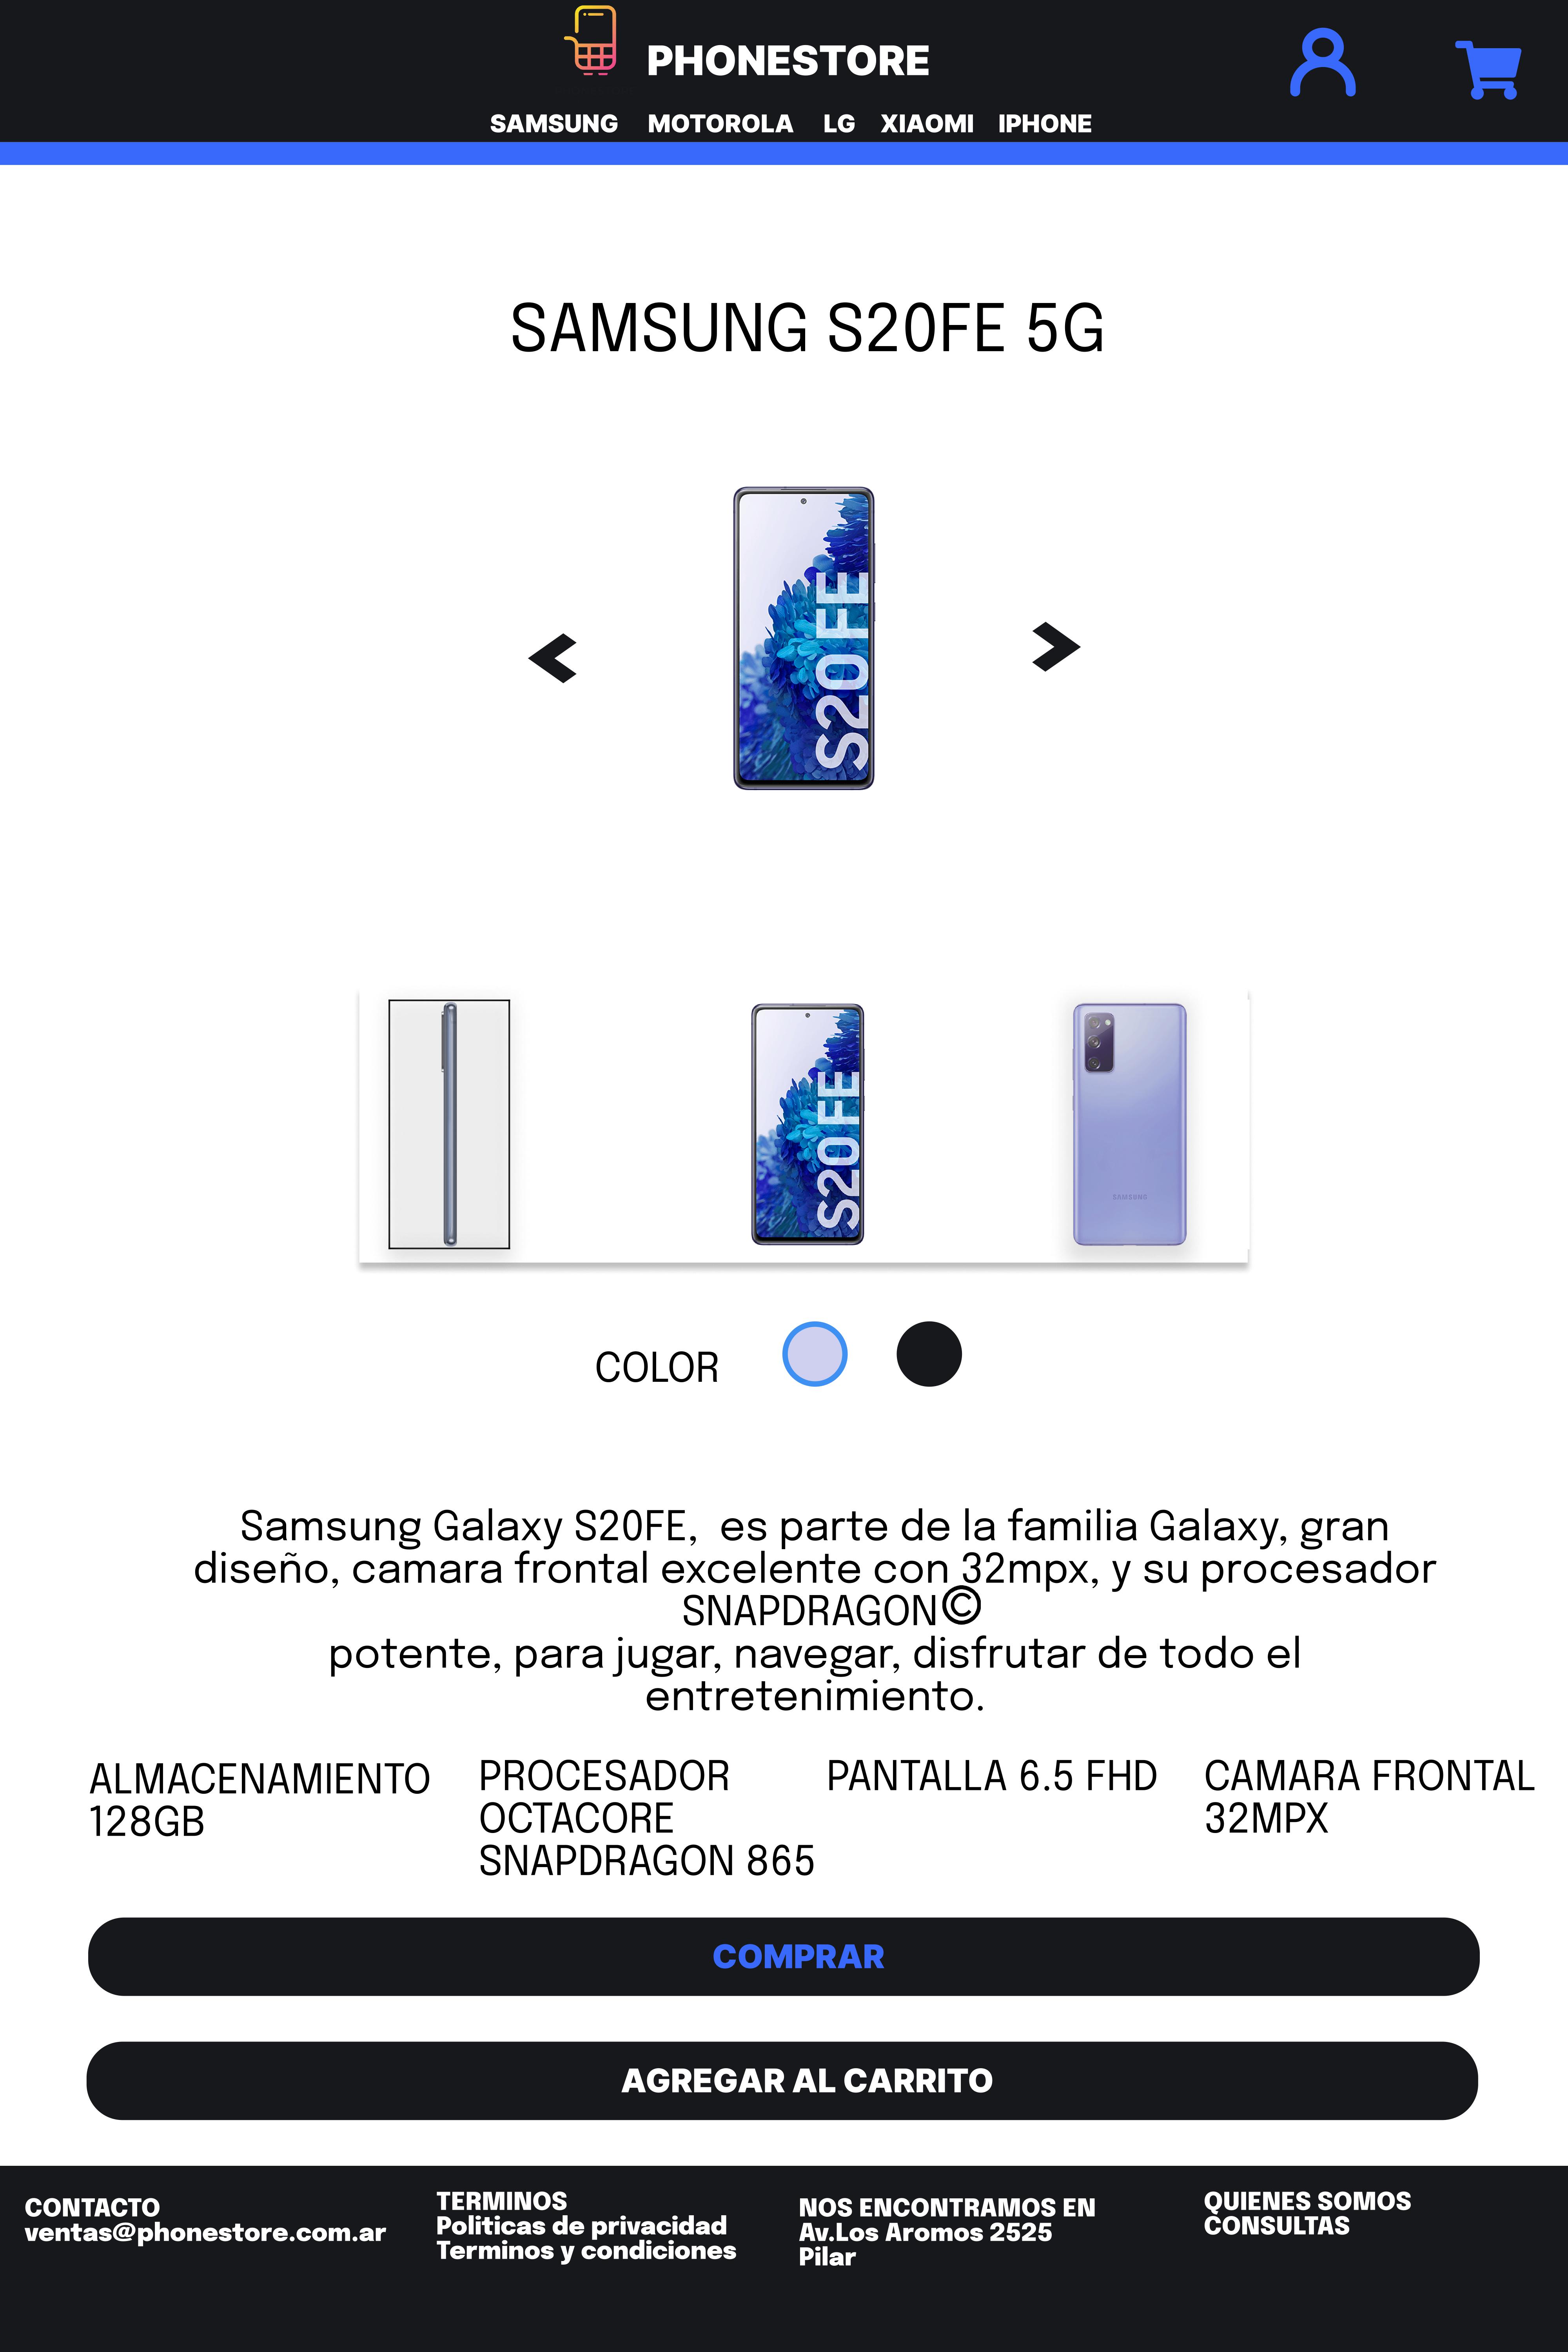 PHONESTORE
SAMSUNG MOTOROLA LG XIAOMI IPHONE
SAMSUNG S20FE 5G
S20 FE
S20 FE
SAMSUNG
COLOR
Samsung Galaxy S20FE,  es parte de la familia Galaxy, gran
diseño, camara frontal excelente con 32mpx, y su procesador
SNAPDRAGON©
potente, para jugar, navegar, disfrutar de todo el
entretenimiento.
ALMACENAMIENTO
128GB
PROCESADOR
OCTACORE
SNAPDRAGON 865
PANTALLA 6.5 FHD
CAMARA FRONTAL
32MPX
COMPRAR
AGREGAR AL CARRITO
CONTACTO
ventas@phonestore.com.ar
TERMINOS
Politicas de privacidad
Terminos y condiciones
NOS ENCONTRAMOS EN
Av.Los Aromos 2525
Pilar
QUIENES SOMOS
CONSULTAS